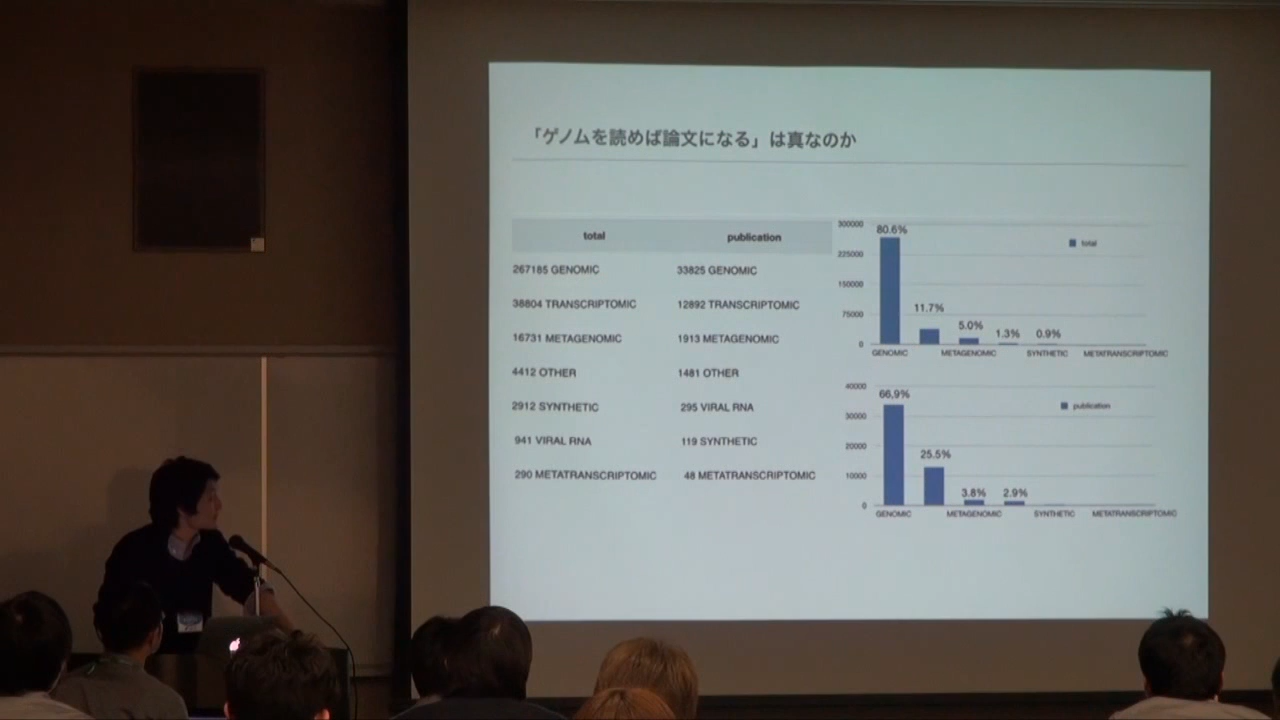 「ゲノムを読めば論文になる」は真なのか
total publication
267185 GENOMIC 33825 GENOMIC
38604 TRANSCRIPTOMIC 12892 TRANSCRIPTOMIC
16731 METAGENOMIC 1913 METAGENOMIC
4412 OTHER 1481 OTHER
2912 SYNTHETIC 295 VIRAL RNA
941 VIRAL RNA 119 SYNTHETIC
290 METATRANSCRIPTOMIC 48 METATRANSCRIPTOMIC
300000
225000
150000
75000
0
80.6%
11.7%
5.0%
1.3%
0.9%
total
GENOMIC METAGENOMIC SYNTHETIC METATRANSCRIPTOMIC
40000
30000
20000
10000
0
66.9%
25.5%
3.8%
2.9%
publication
GENOMIC METAGENOMIC SYNTHETIC METATRANSCRIPTOMIC